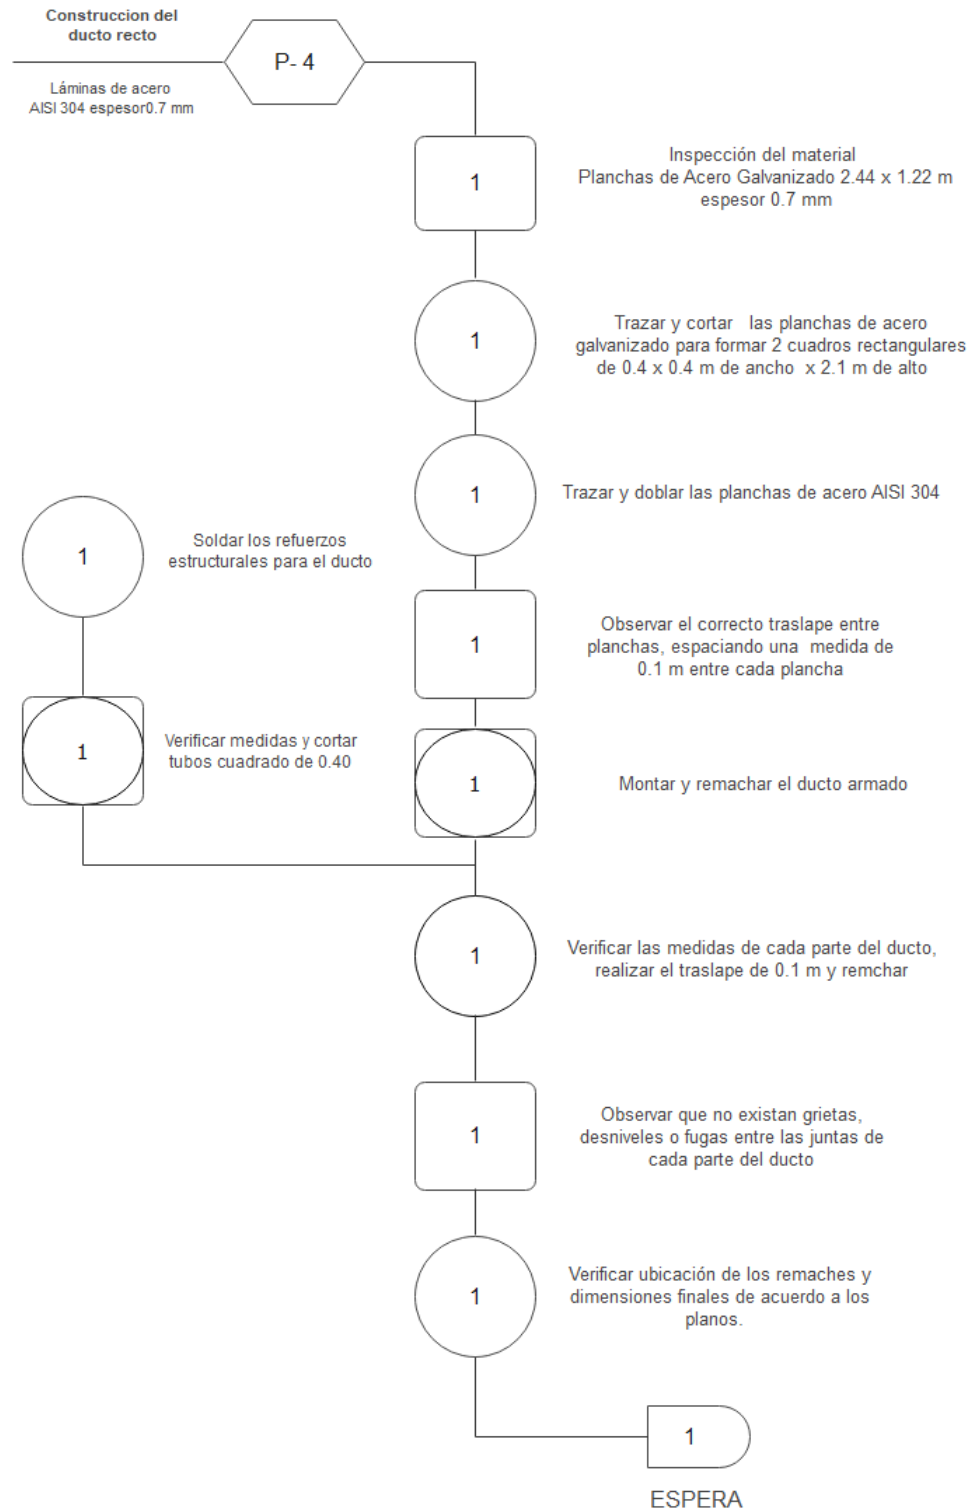 Construccion del
ducto recto
P- 4
Láminas de acero
AISI 304 espesor0.7 mm
1
Inspección del material
Planchas de Acero Galvanizado 2.44 x 1.22 m
espesor 0.7 mm
1
Trazar y cortar las planchas de acero
galvanizado para formar 2 cuadros rectangulares
de 0.4 x 0.4 m de ancho x 2.1 m de alto
1
Trazar y doblar las planchas de acero AISI 304
1
Soldar los refuerzos
estructurales para el ducto
1
Observar el correcto traslape entre
planchas, espaciando una medida de
0.1 m entre cada plancha
1
Verificar medidas y cortar
tubos cuadrado de 0.40
1
Montar y remachar el ducto armado
1
Verificar las medidas de cada parte del ducto,
realizar el traslape de 0.1 m y remchar
1
Observar que no existan grietas,
desniveles o fugas entre las juntas de
cada parte del ducto
1
Verificar ubicación de los remaches y
dimensiones finales de acuerdo a los
planos.
1
ESPERA